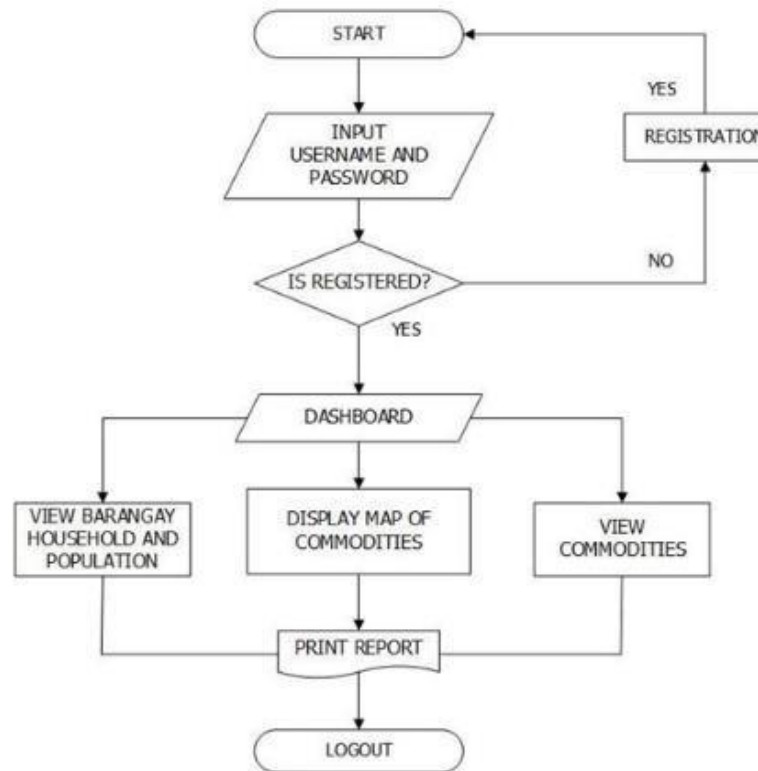 START
YES
INPUT
USERNAME AND
PASSWORD
REGISTRATION
IS REGISTERED?
NO
YES
DASHBOARD
VIEW BARANGAY
HOUSEHOLD AND
POPULATION
DISPLAY MAP OF
COMMODITIES
VIEW
COMMODITIES
PRINT REPORT
LOGOUT